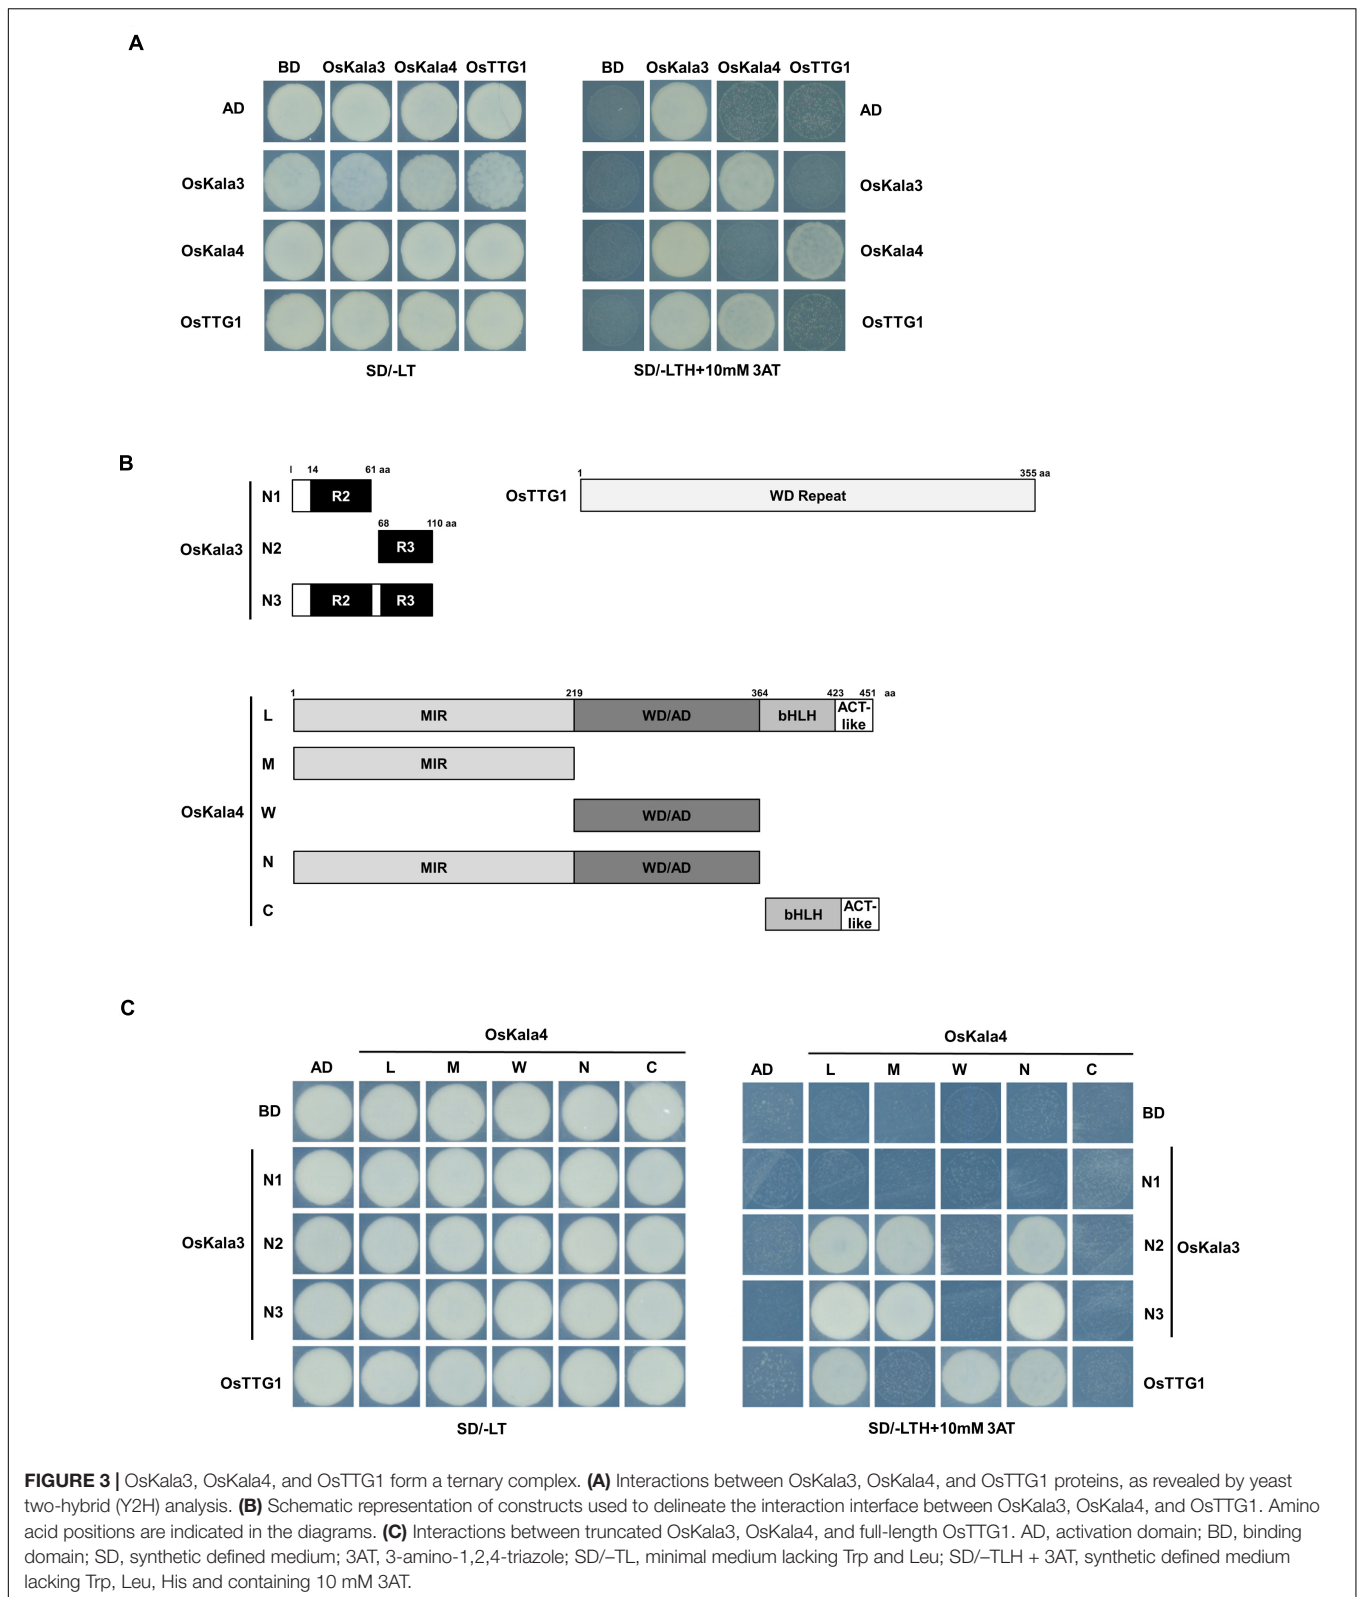 A
BD OsKala3 OsKala4 OsTTG1
BD OsKala3 OsKala4 OsTTG1
AD
AD
OsKala3
OsKala3
OsKala4
OsKala4
OsTTG1
OsTTG1
SD/-LT
SD/-LTH+10mM 3AT
B
I 14 61 aa
N1 R2
68 110 aa
OsKala3
N2 R3
N3 R2 R3
1 355 aa
OsTTG1 WD Repeat
1 219 364 423 451 aa
L MIR WD/AD bHLH ACT-like
M MIR
OsKala4
W WD/AD
N MIR WD/AD
C bHLH ACT-like
C
OsKala4
AD L M W N C
BD
OsKala3
N1
N2
N3
OsTTG1
SD/-LT
OsKala4
AD L M W N C
BD
N1
N2
OsKala3
N3
OsTTG1
SD/-LTH+10mM 3AT
FIGURE 3 | OsKala3, OsKala4, and OsTTG1 form a ternary complex. (A) Interactions between OsKala3, OsKala4, and OsTTG1 proteins, as revealed by yeast
two-hybrid (Y2H) analysis. (B) Schematic representation of constructs used to delineate the interaction interface between OsKala3, OsKala4, and OsTTG1. Amino
acid positions are indicated in the diagrams. (C) Interactions between truncated OsKala3, OsKala4, and full-length OsTTG1. AD, activation domain; BD, binding
domain; SD, synthetic defined medium; 3AT, 3-amino-1,2,4-triazole; SD/–TL, minimal medium lacking Trp and Leu; SD/–TLH + 3AT, synthetic defined medium
lacking Trp, Leu, His and containing 10 mM 3AT.